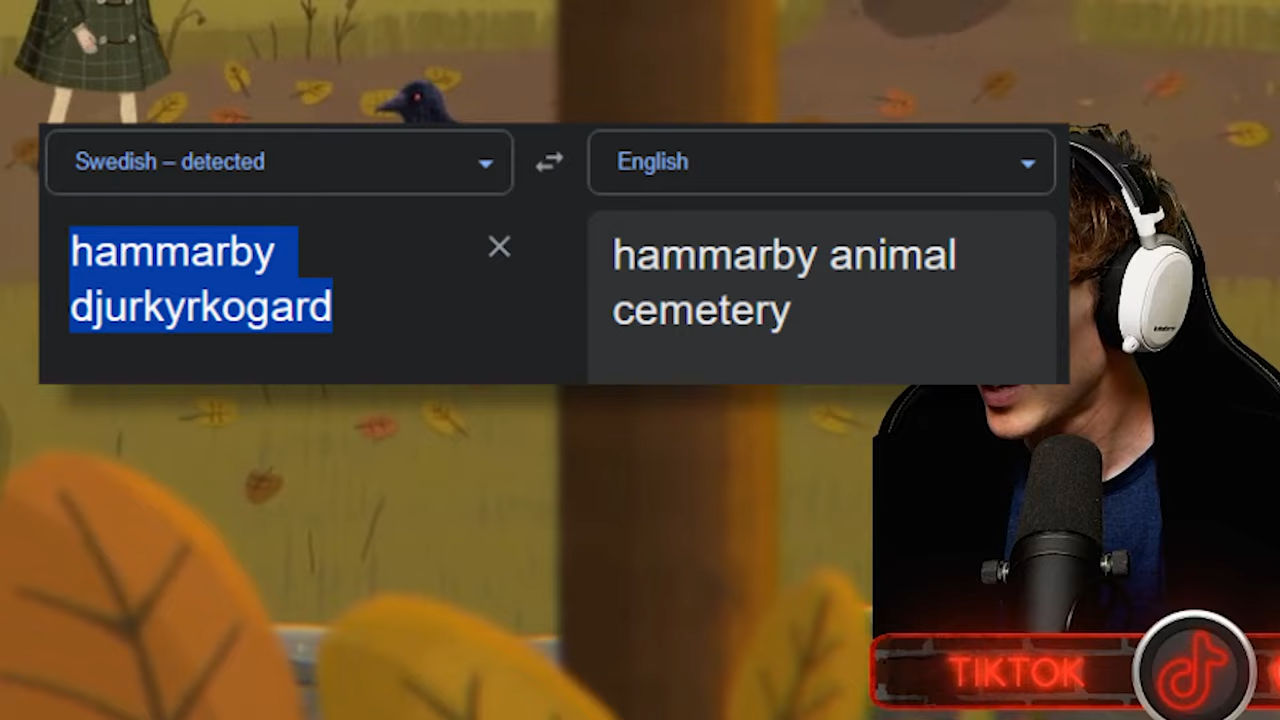 Swedish – detected
English
hammarby
djurkyrkogard
hammarby animal
cemetery
TIKTOK